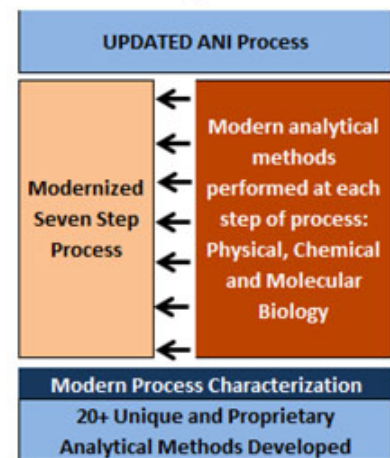 UPDATED ANI Process
Modernized
Seven Step
Process
Modern analytical
methods
performed at each
step of process:
Physical, Chemical
and Molecular
Biology
Modern Process Characterization
20+ Unique and Proprietary
Analytical Methods Developed